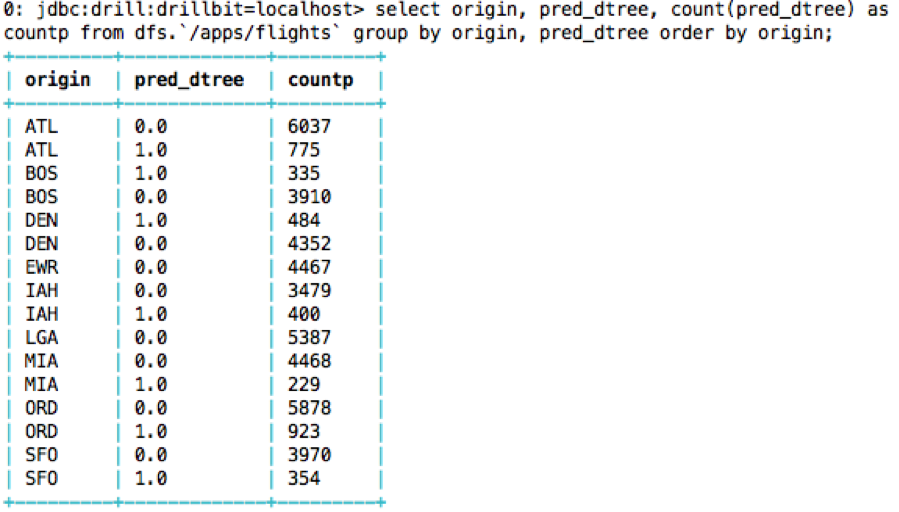 0: jdbc:drill:drillbit=localhost> select origin, pred_dtree, count(pred_dtree) as
countp from dfs.`/apps/flights` group by origin, pred_dtree order by origin;
| origin | pred_dtree | countp |
| ATL | 0.0 | 6037 |
| ATL | 1.0 | 775 |
| BOS | 1.0 | 335 |
| BOS | 0.0 | 3910 |
| DEN | 1.0 | 484 |
| DEN | 0.0 | 4352 |
| EWR | 0.0 | 4467 |
| IAH | 0.0 | 3479 |
| IAH | 1.0 | 400 |
| LGA | 0.0 | 5387 |
| MIA | 0.0 | 4468 |
| MIA | 1.0 | 229 |
| ORD | 0.0 | 5878 |
| ORD | 1.0 | 923 |
| SFO | 0.0 | 3970 |
| SFO | 1.0 | 354 |